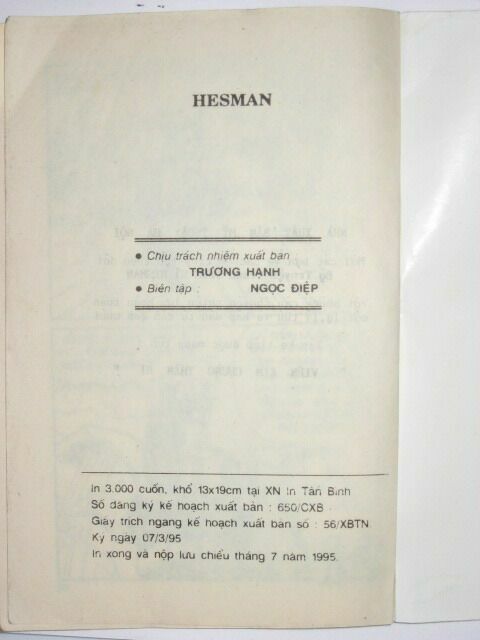 HESMAN
• Chịu trách nhiệm xuất bản
TRƯƠNG HẠNH
• Biên tập : NGỌC ĐIỆP
In 3.000 cuốn, khổ 13x19cm tại XN In Tân Bình
Số đăng ký kế hoạch xuất bản : 650/CXB
Giấy trích ngang kế hoạch xuất bản số : 56/XBTN
Ký ngày 07/3/95
In xong và nộp lưu chiểu tháng 7 năm 1995.